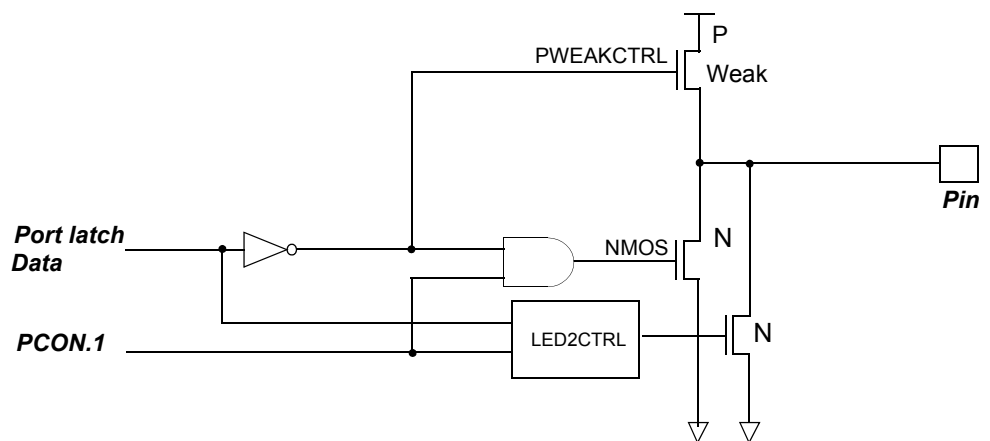 P
PWEAKCTRL
Weak
Pin
Port latch
Data
N
NMOS
LED2CTRL
N
PCON.1